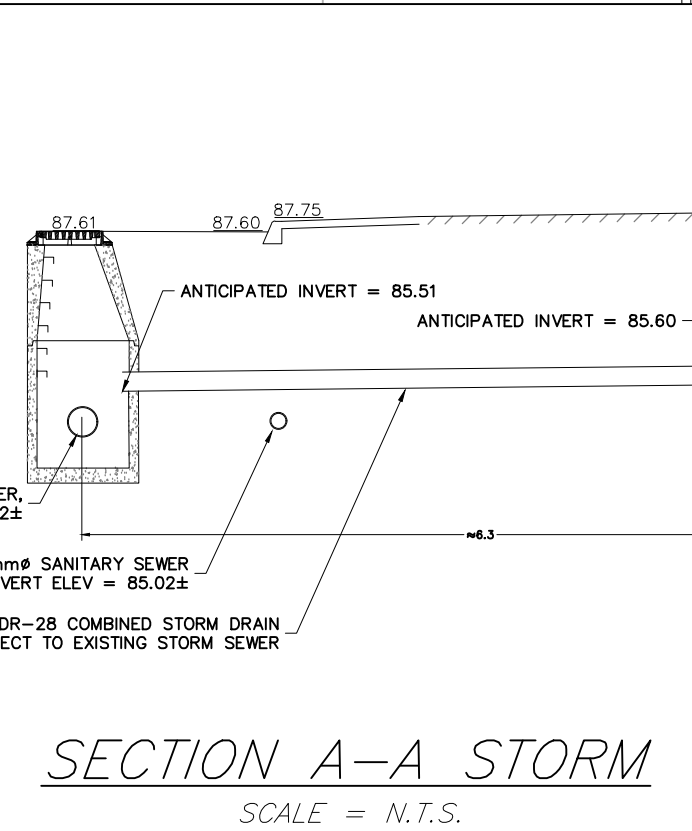 87.61
87.60
87.75
ANTICIPATED INVERT = 85.51
ANTICIPATED INVERT = 85.60
ER,
2±
≈6.3
mmø SANITARY SEWER
VERT ELEV = 85.02±
DR-28 COMBINED STORM DRAIN
ECT TO EXISTING STORM SEWER
SECTION A-A STORM
SCALE = N.T.S.